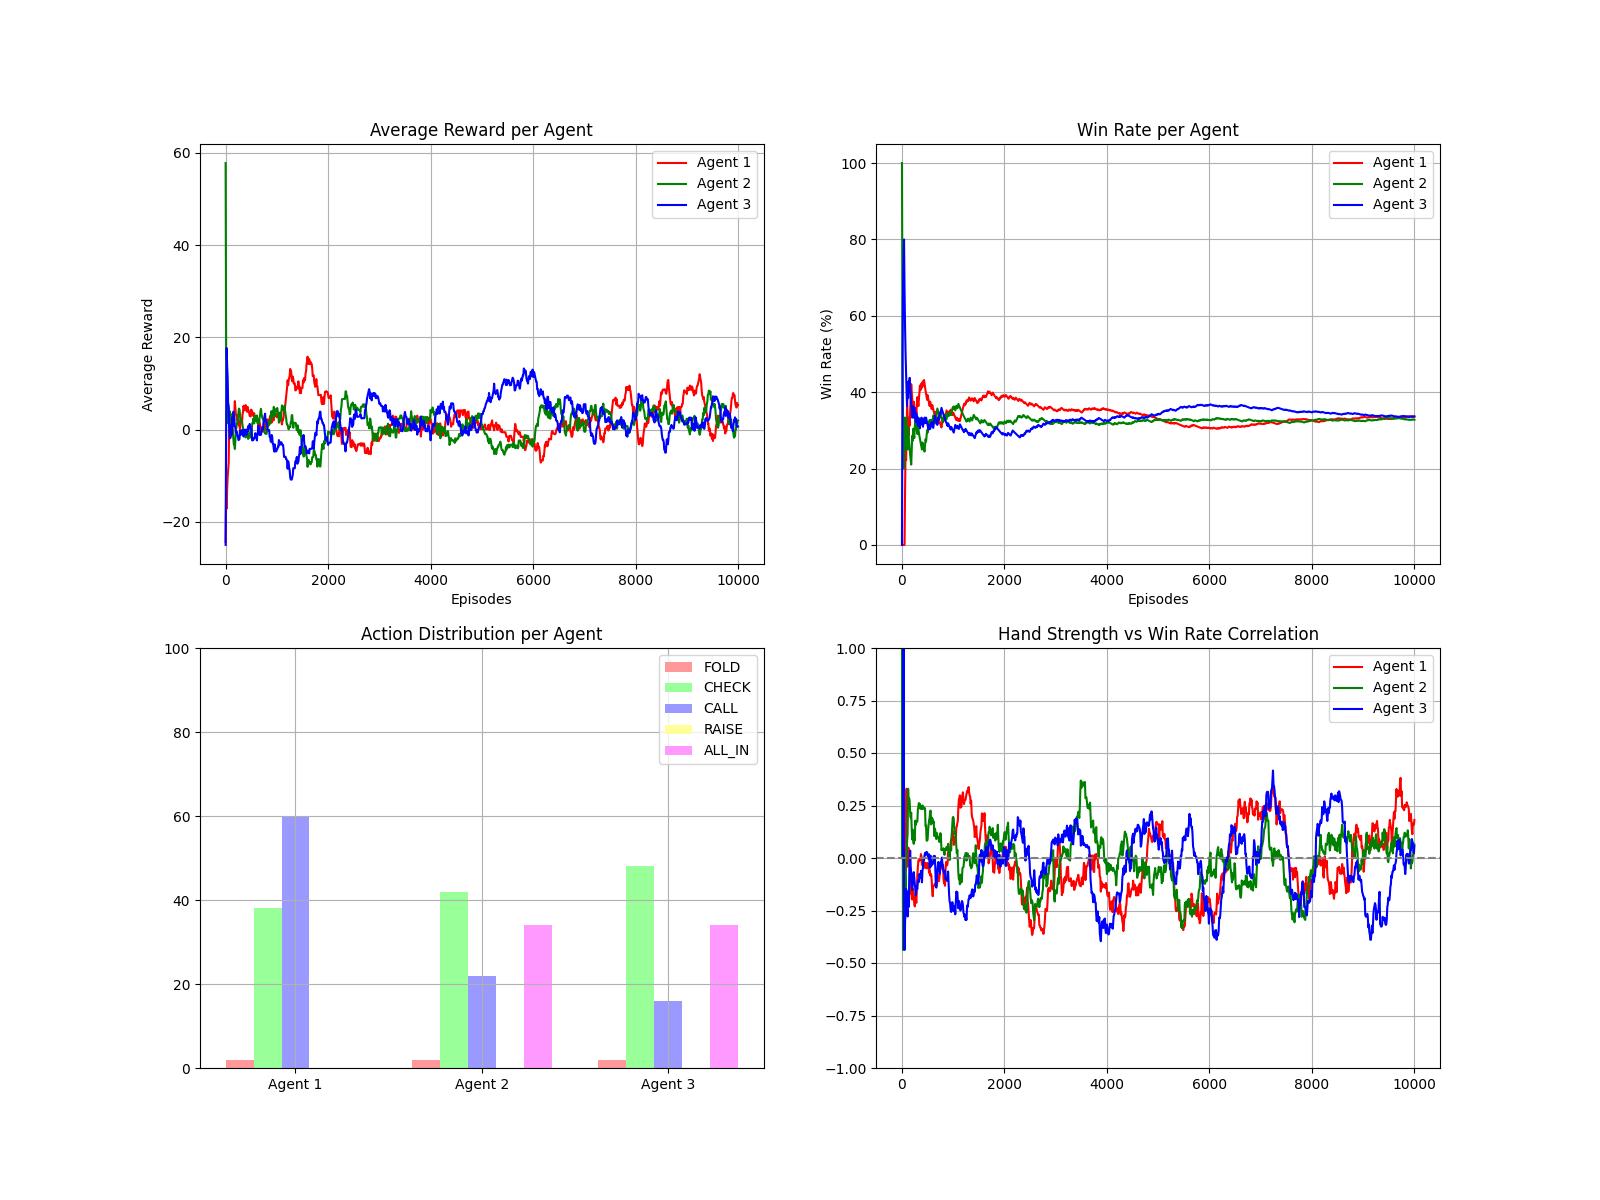 Average Reward per Agent
60
40
20
0
−20
Average Reward
0
2000
4000
6000
8000
10000
Episodes
Agent 1
Agent 2
Agent 3
Win Rate per Agent
100
80
60
40
20
0
Win Rate (%)
0
2000
4000
6000
8000
10000
Episodes
Agent 1
Agent 2
Agent 3
Action Distribution per Agent
100
80
60
40
20
0
Agent 1
Agent 2
Agent 3
FOLD
CHECK
CALL
RAISE
ALL_IN
Hand Strength vs Win Rate Correlation
1.00
0.75
0.50
0.25
0.00
−0.25
−0.50
−0.75
−1.00
0
2000
4000
6000
8000
10000
Agent 1
Agent 2
Agent 3